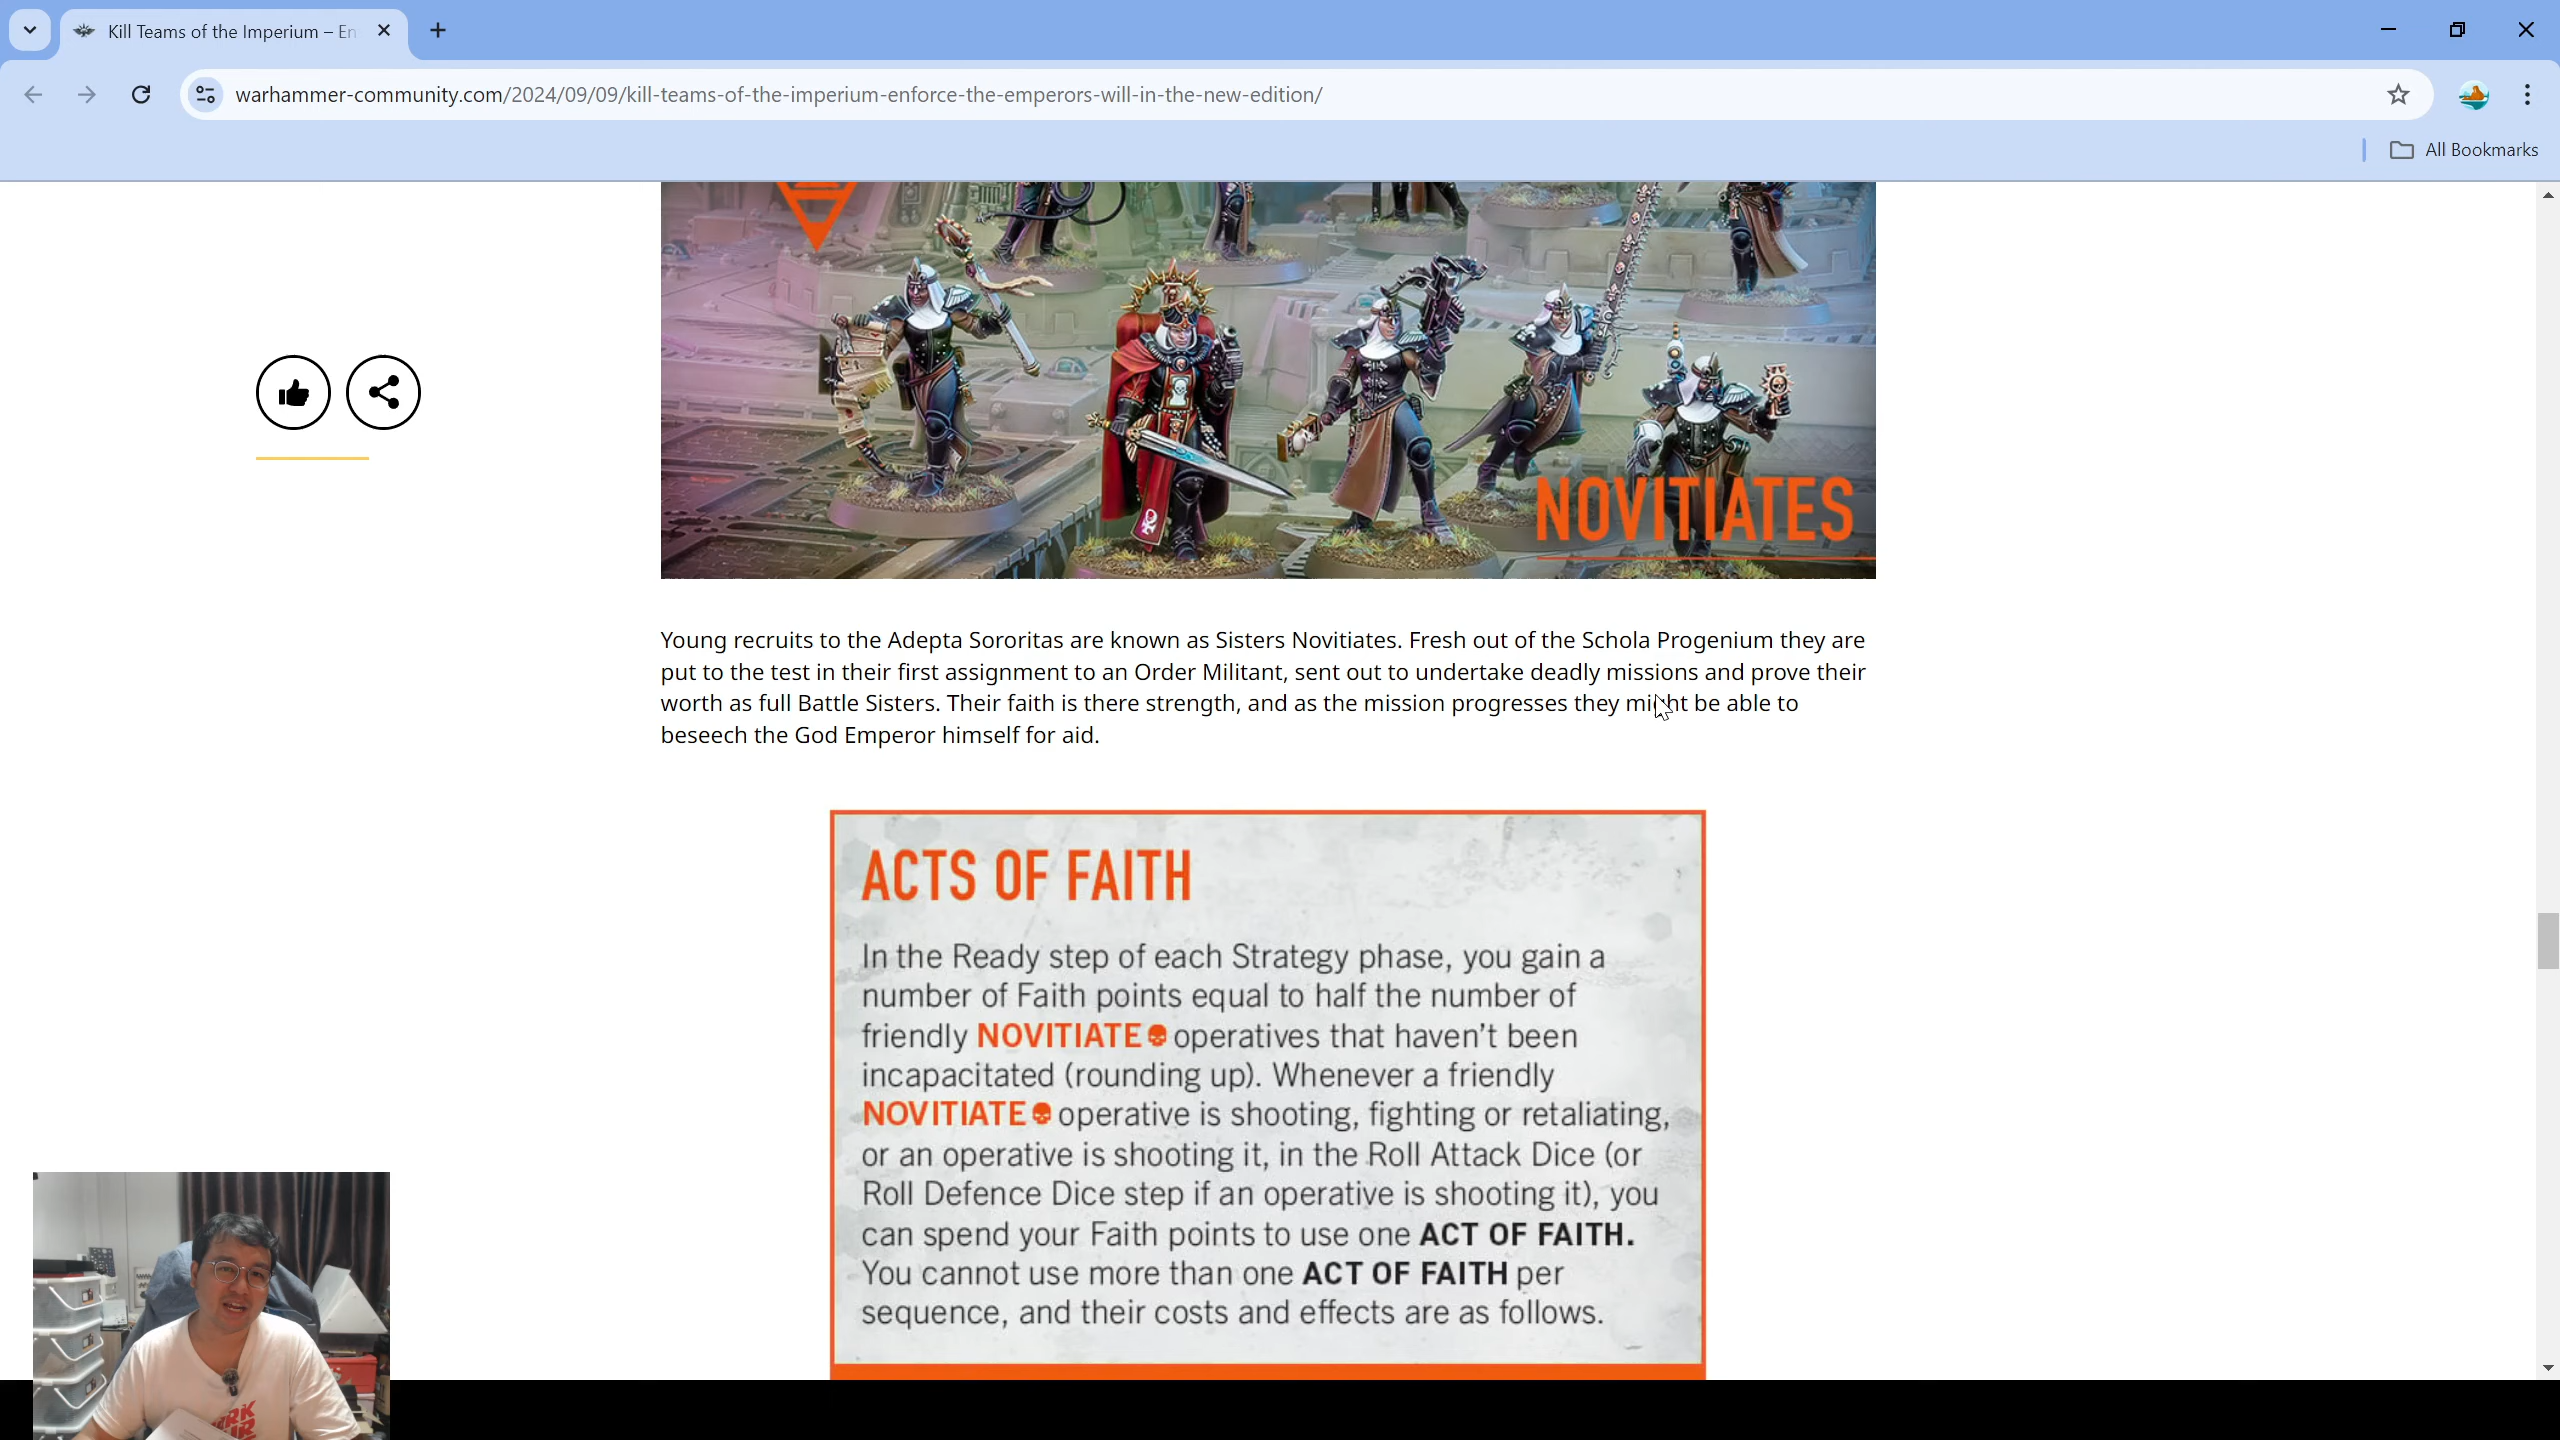 Kill Teams of the Imperium – En
warhammer-community.com/2024/09/09/kill-teams-of-the-imperium-enforce-the-emperors-will-in-the-new-edition/
All Bookmarks
NOVITIATES
Young recruits to the Adepta Sororitas are known as Sisters Novitiates. Fresh out of the Schola Progenium they are
put to the test in their first assignment to an Order Militant, sent out to undertake deadly missions and prove their
worth as full Battle Sisters. Their faith is there strength, and as the mission progresses they might be able to
beseech the God Emperor himself for aid.
ACTS OF FAITH
In the Ready step of each Strategy phase, you gain a
number of Faith points equal to half the number of
friendly NOVITIATE operatives that haven't been
incapacitated (rounding up). Whenever a friendly
NOVITIATE operative is shooting, fighting or retaliating,
or an operative is shooting it, in the Roll Attack Dice (or
Roll Defence Dice step if an operative is shooting it), you
can spend your Faith points to use one ACT OF FAITH.
You cannot use more than one ACT OF FAITH per
sequence, and their costs and effects are as follows.